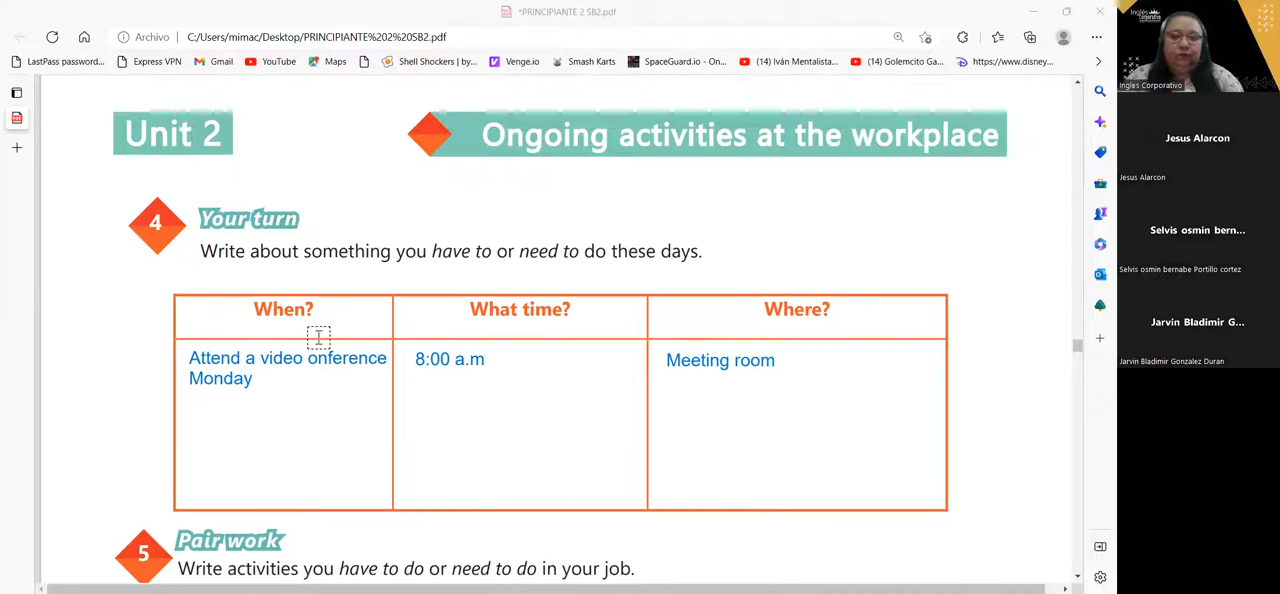 *PRINCIPIANTE 2 SB2.pdf
Archivo | C:/Users/mimac/Desktop/PRINCIPIANTE%202%20SB2.pdf
LastPass password... Express VPN Gmail YouTube Maps Shell Shockers | by... Venge.io Smash Karts SpaceGuard.io - On... (14) Iván Mentalista... (14) Golemcito Ga... https://www.disney...
Unit 2 Ongoing activities at the workplace
4 Your turn
Write about something you have to or need to do these days.
When? What time? Where?
Attend a video onference 8:00 a.m Meeting room
Monday
5 Pair work
Write activities you have to do or need to do in your job.
Inglés
Corporativo
Inglés Corporativo
Jesus Alarcon
Jesus Alarcon
Selvis osmin bern...
Selvis osmin bernabe Portillo cortez
Jarvin Bladimir G...
Jarvin Bladimir Gonzalez Duran